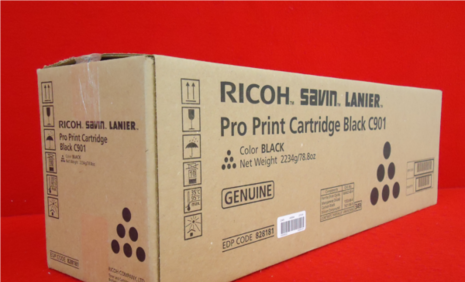 RICOH SAVIN LANIER
Pro Print Cartridge
Black C901
RICOH SAVIN LANIER
Pro Print Cartridge Black C901
Color BLACK
Net Weight 2234g/78.8oz
GENUINE
EDP CODE 828181